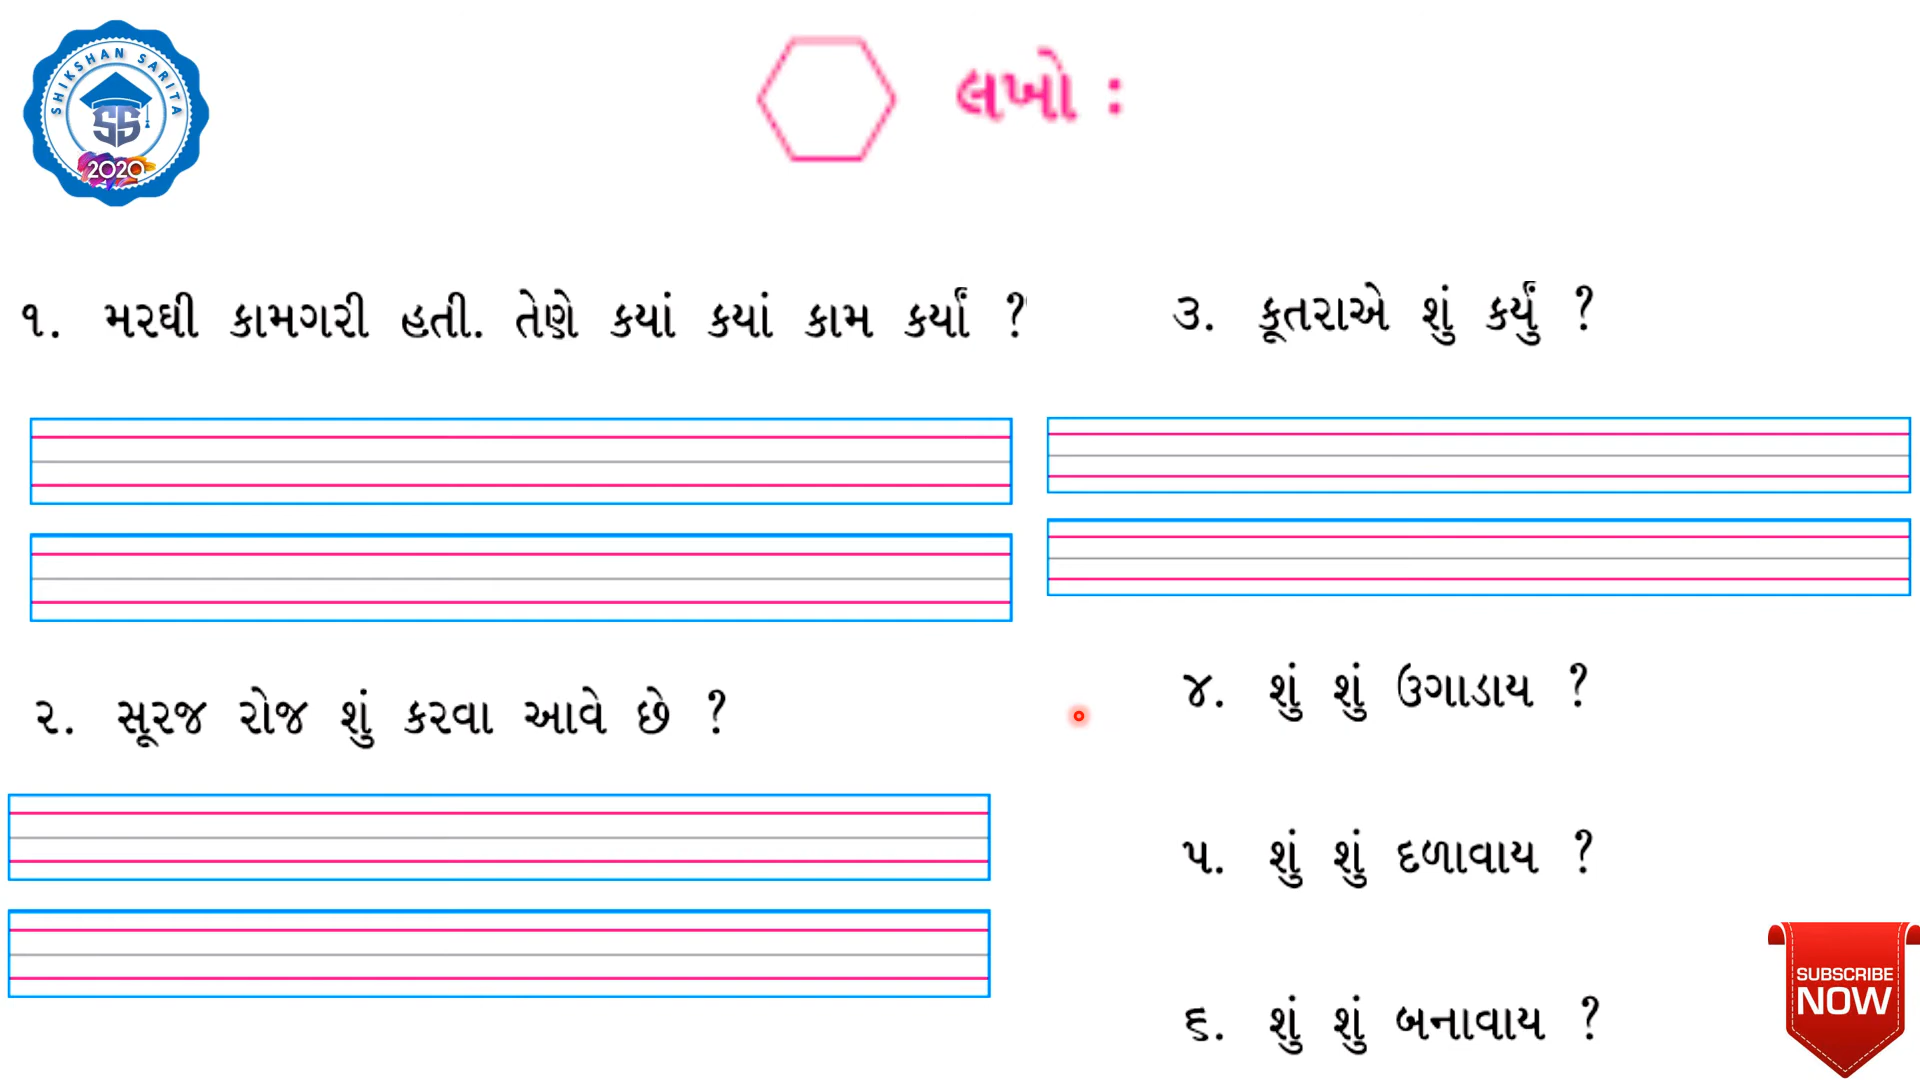 SHIKSHAN SARITA
SS
2020
લખો :
૧. મરઘી કામગરી હતી. તેણે કયાં કયાં કામ કર્યાં ?
૨. સૂરજ રોજ શું કરવા આવે છે ?
૩. કૂતરાએ શું કર્યું ?
૪. શું શું ઉગાડાય ?
૫. શું શું દળાવાય ?
૬. શું શું બનાવાય ?
SUBSCRIBE
NOW